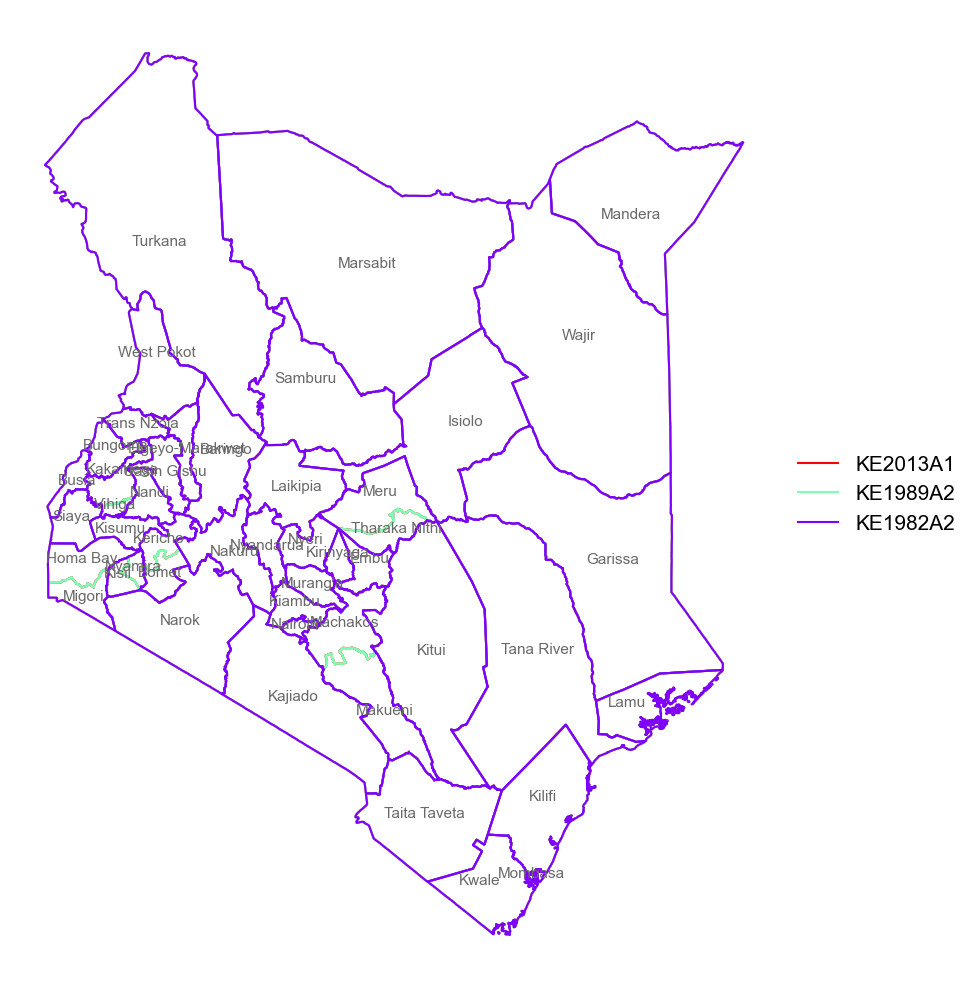 Mandera
Turkana
Marsabit
Wajir
West Pokot
Samburu
Isiolo
Trans Nzoia
Bungoma
Elgeyo-Marakwet
Baringo
Kakamega
Uasin Gishu
Busia
Laikipia
Meru
Nandi
Vihiga
Siaya
Kisumu
Tharaka Nithi
Kericho
Nyeri
Nyandarua
Nakuru
Kirinyaga
Embu
Homa Bay
Nyamira
Kisii
Bomet
Garissa
Muranga
Migori
Kiambu
Narok
Nairobi
Machakos
Kitui
Tana River
Kajiado
Makueni
Lamu
Kilifi
Taita Taveta
Mombasa
Kwale
KE2013A1
KE1989A2
KE1982A2